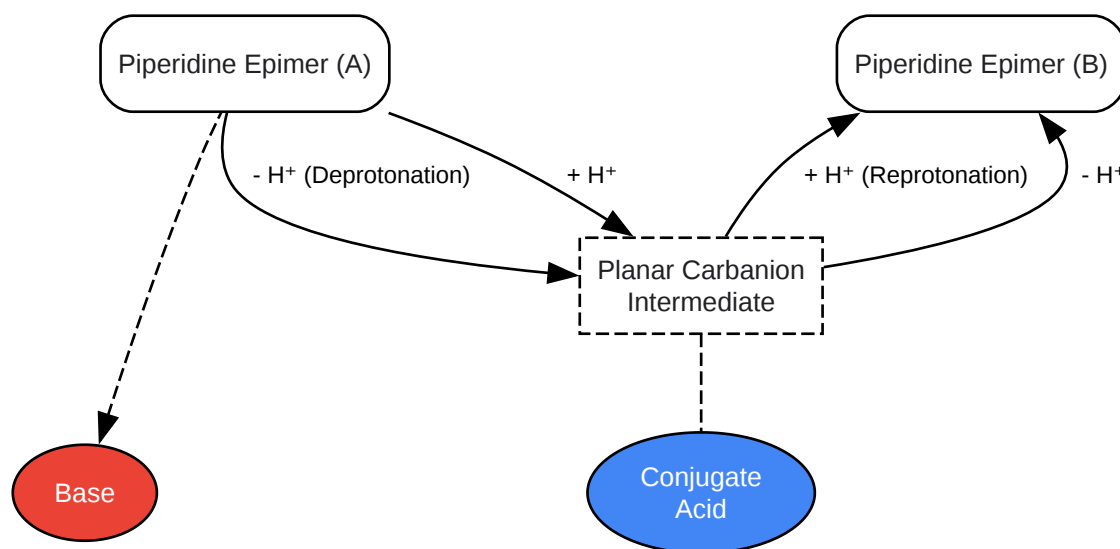 Piperidine Epimer (A)
Piperidine Epimer (B)
- H⁺ (Deprotonation)
+ H⁺
+ H⁺ (Reprotonation)
- H⁺
Planar Carbanion
Intermediate
Base
Conjugate
Acid